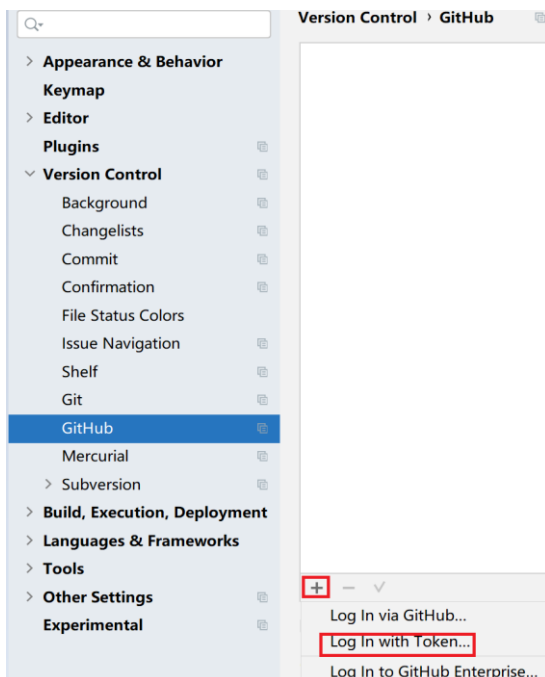 Version Control › GitHub
Appearance & Behavior
Keymap
Editor
Plugins
Version Control
Background
Changelists
Commit
Confirmation
File Status Colors
Issue Navigation
Shelf
Git
GitHub
Mercurial
Subversion
Build, Execution, Deployment
Languages & Frameworks
Tools
Other Settings
Experimental
Log In via GitHub...
Log In with Token...
Log In to GitHub Enterprise...